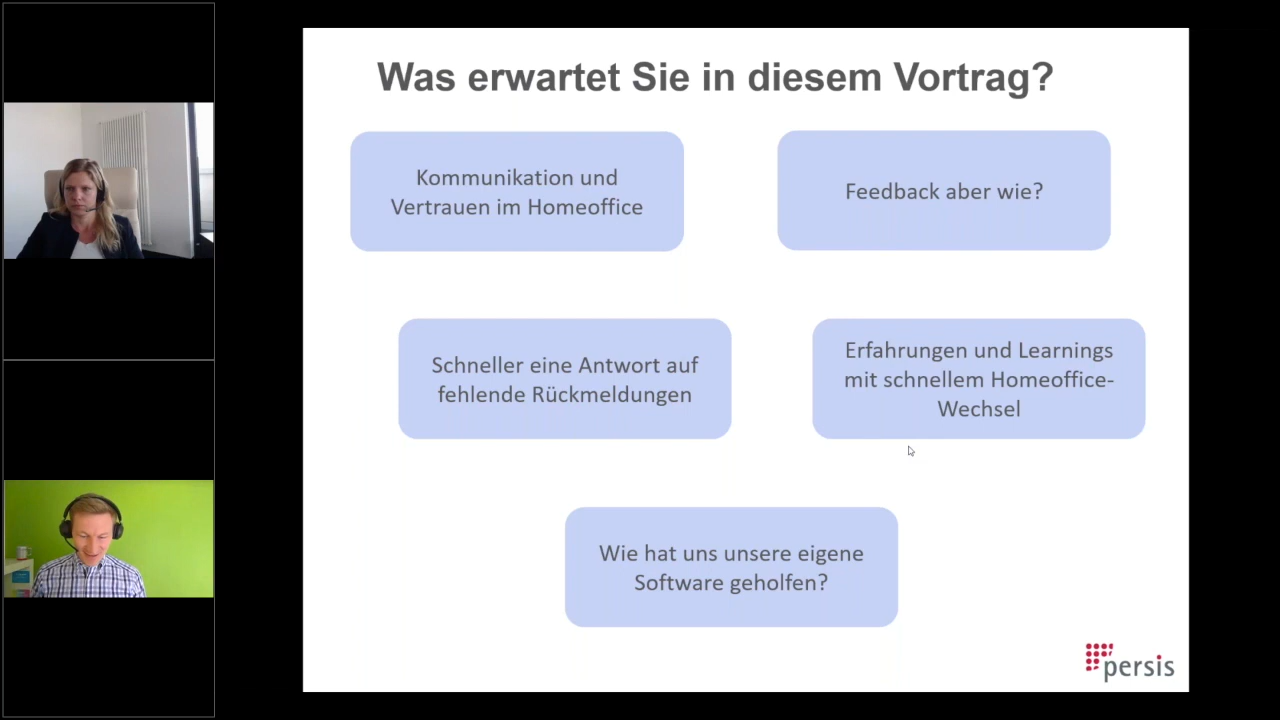 Was erwartet Sie in diesem Vortrag?
Kommunikation und
Vertrauen im Homeoffice
Feedback aber wie?
Schneller eine Antwort auf
fehlende Rückmeldungen
Erfahrungen und Learnings
mit schnellem Homeoffice-
Wechsel
Wie hat uns unsere eigene
Software geholfen?
persis